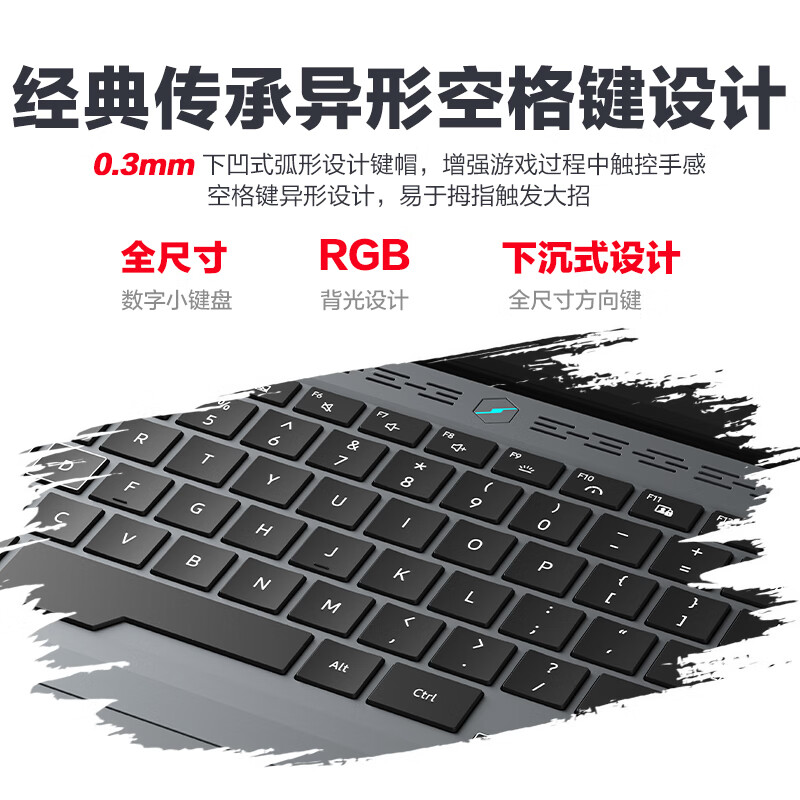 经典传承异形空格键设计
0.3mm 下凹式弧形设计键帽，增强游戏过程中触控手感
空格键异形设计，易于拇指触发大招
全尺寸 RGB 下沉式设计
数字小键盘 背光设计 全尺寸方向键
F6 F7 F8 F9 F10 F11
% 5 ^ 6 & 7 * 8 ( 9 ) 0 _ - + =
R T Y U I O P { [ } ]
D F G H J K L : ; " '
C V B N M < , > . ? /
Alt Ctrl